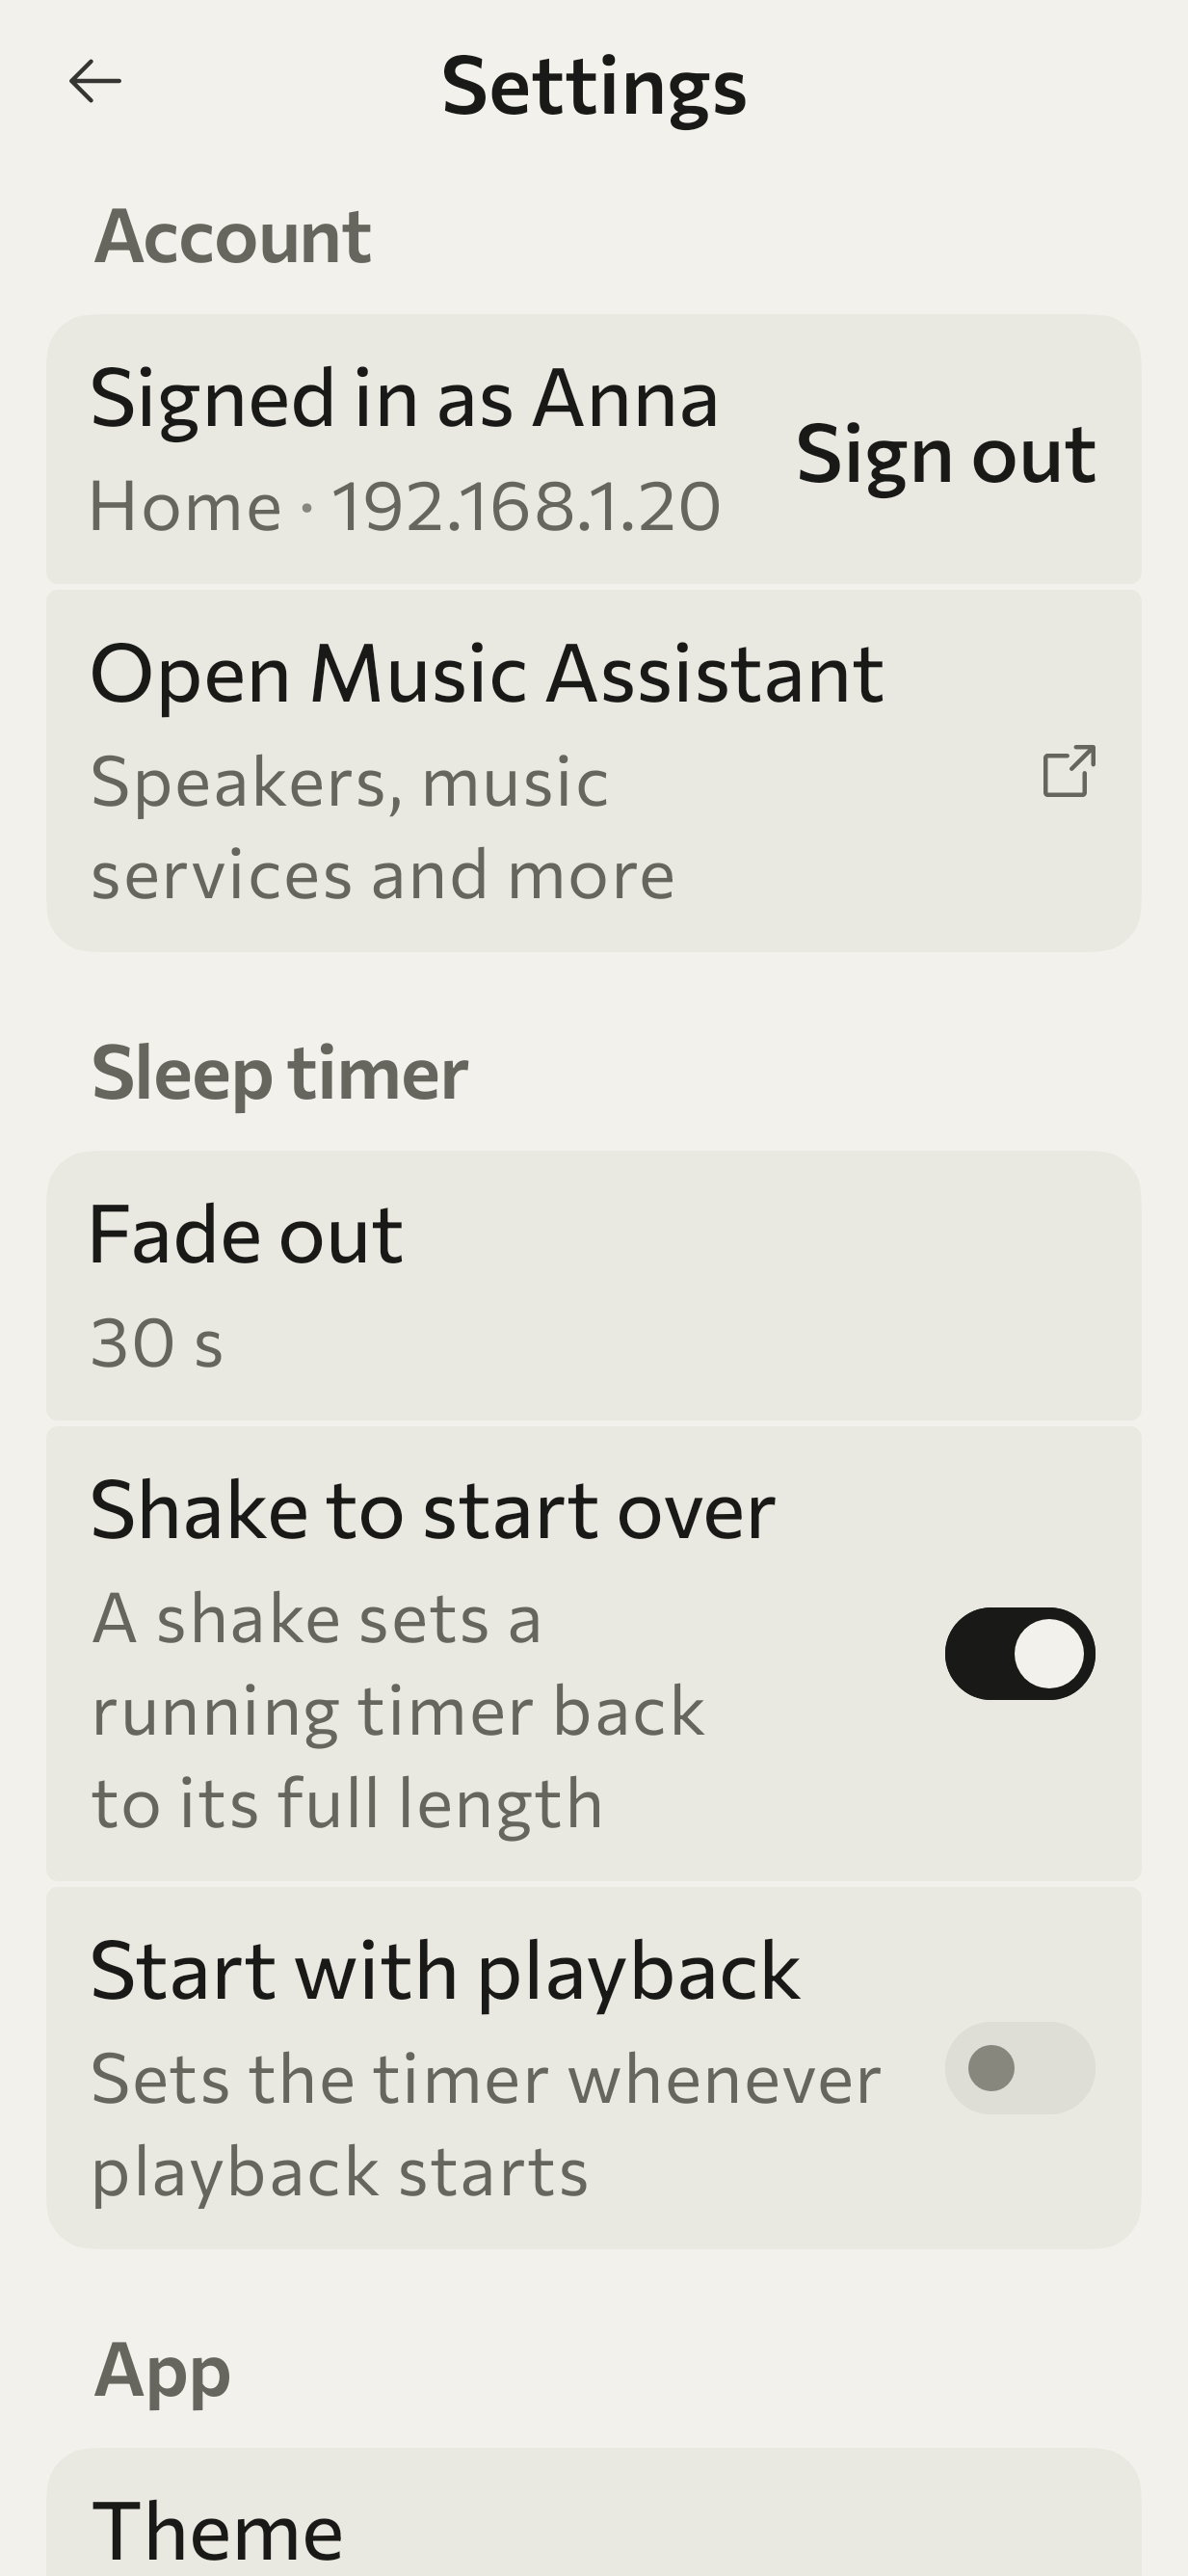 Settings
Account
Signed in as Anna
Home · 192.168.1.20
Sign out
Open Music Assistant
Speakers, music
services and more
Sleep timer
Fade out
30 s
Shake to start over
A shake sets a
running timer back
to its full length
Start with playback
Sets the timer whenever
playback starts
App
Theme